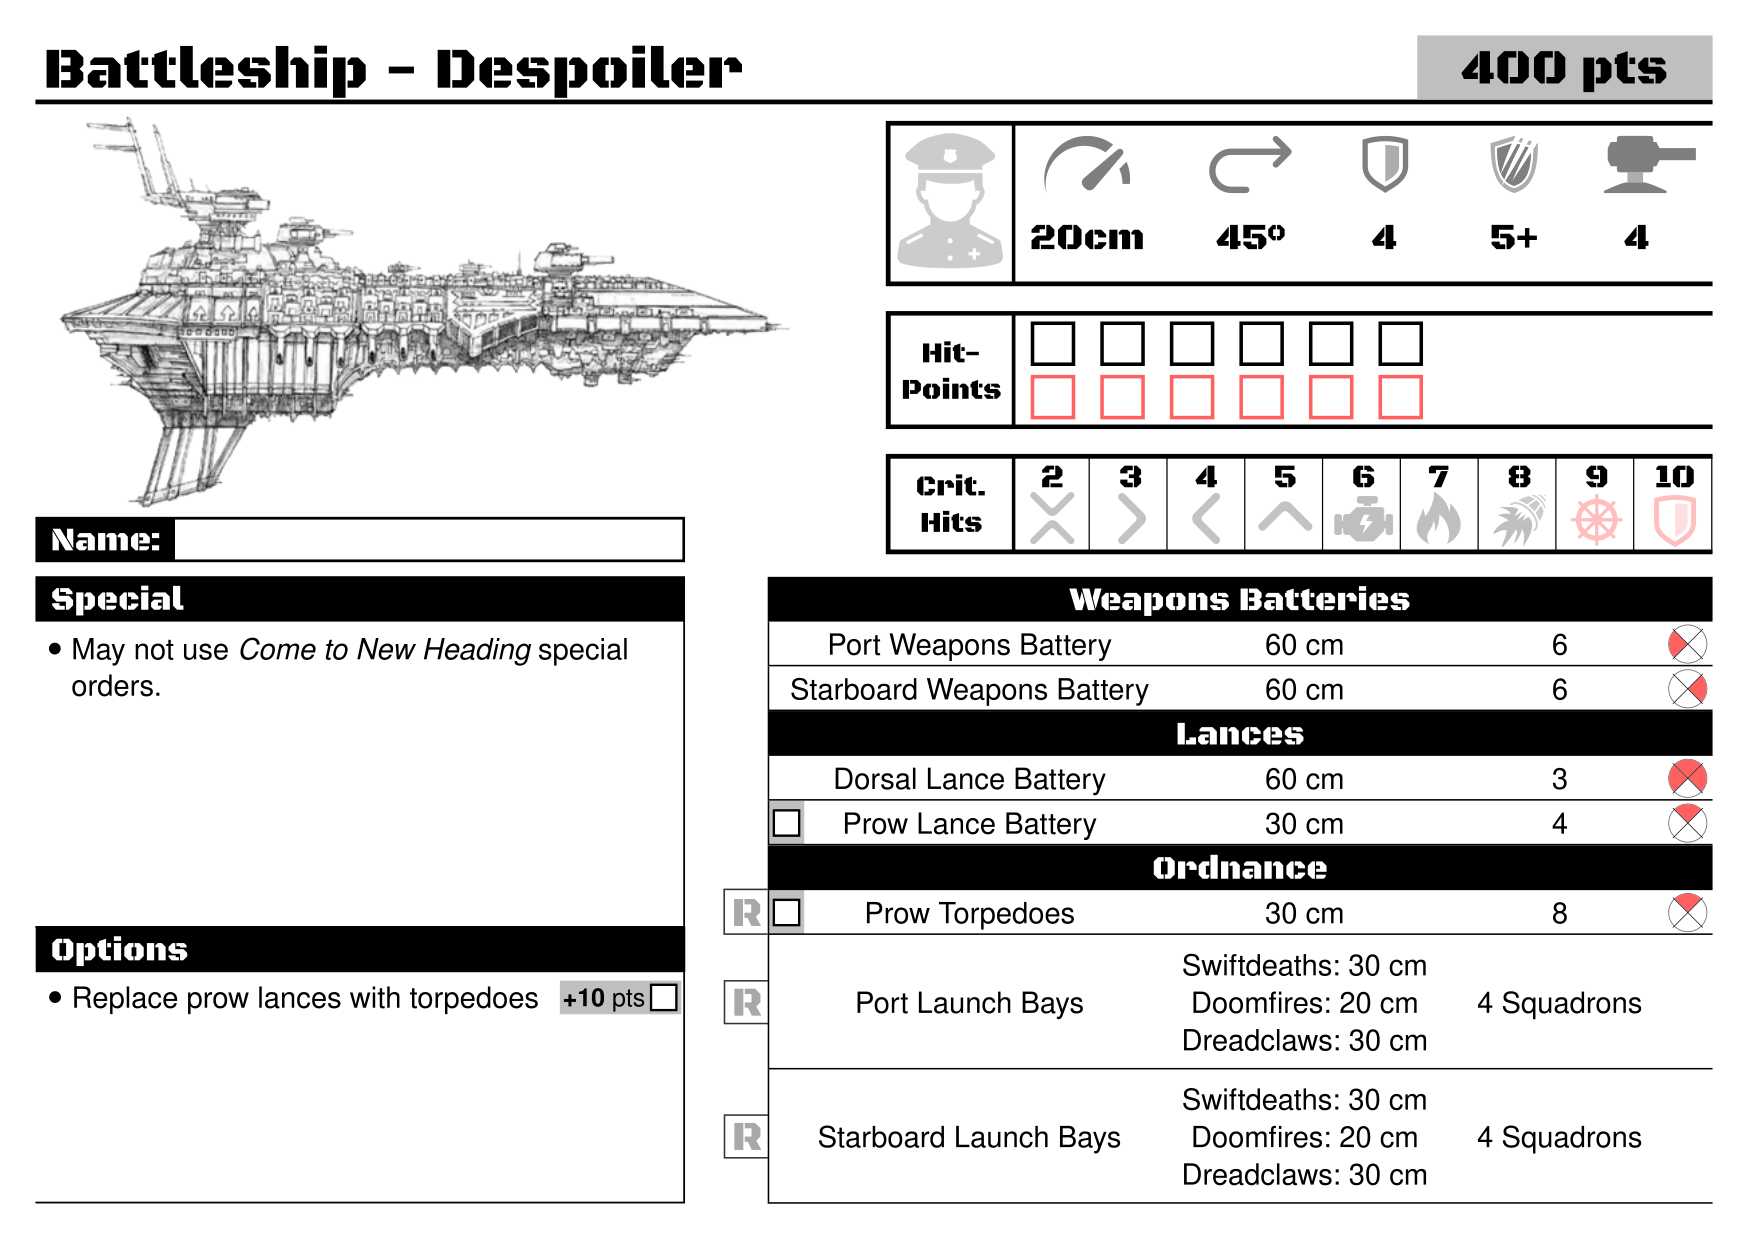 Battleship – Despoiler
400 pts
20cm 45º 4 5+ 4
Hit-
Points
Crit.
Hits
2 3 4 5 6 7 8 9 10
Name:
Special
• May not use Come to New Heading special
orders.
Options
• Replace prow lances with torpedoes +10 pts
Weapons Batteries
Port Weapons Battery 60 cm 6
Starboard Weapons Battery 60 cm 6
Lances
Dorsal Lance Battery 60 cm 3
Prow Lance Battery 30 cm 4
Ordnance
R Prow Torpedoes 30 cm 8
Swiftdeaths: 30 cm
R Port Launch Bays Doomfires: 20 cm 4 Squadrons
Dreadclaws: 30 cm
Swiftdeaths: 30 cm
R Starboard Launch Bays Doomfires: 20 cm 4 Squadrons
Dreadclaws: 30 cm